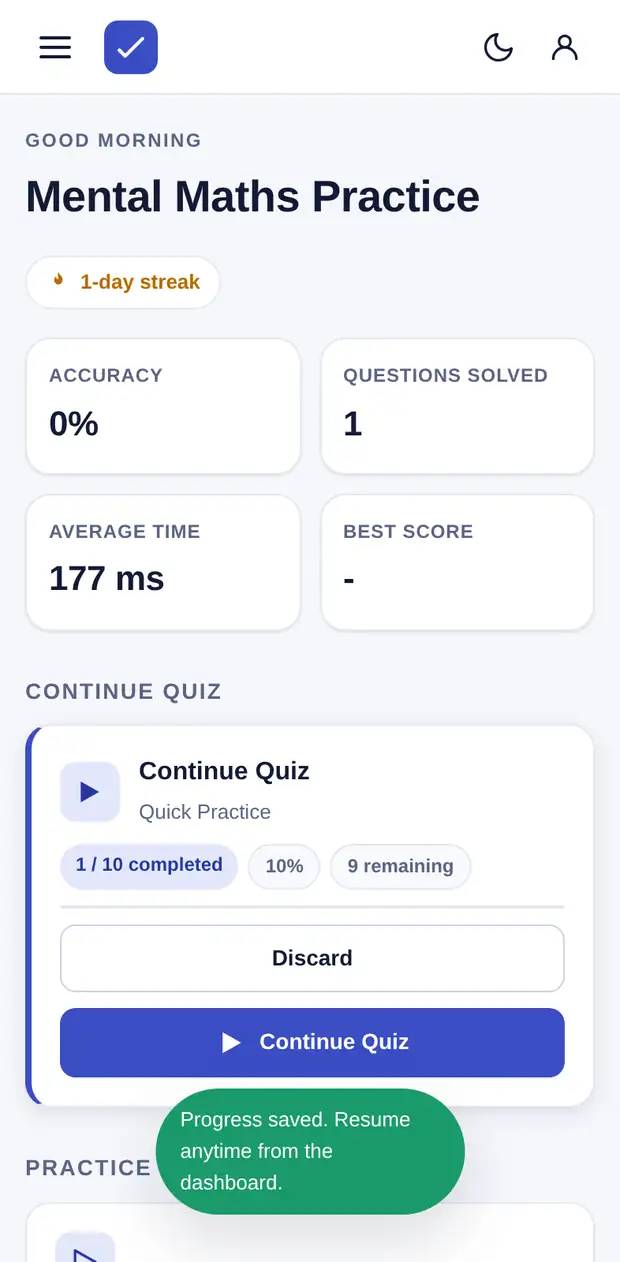 GOOD MORNING
Mental Maths Practice
1-day streak
ACCURACY
0%
QUESTIONS SOLVED
1
AVERAGE TIME
177 ms
BEST SCORE
-
CONTINUE QUIZ
Continue Quiz
Quick Practice
1 / 10 completed
10%
9 remaining
Discard
Continue Quiz
Progress saved. Resume
anytime from the
dashboard.
PRACTICE